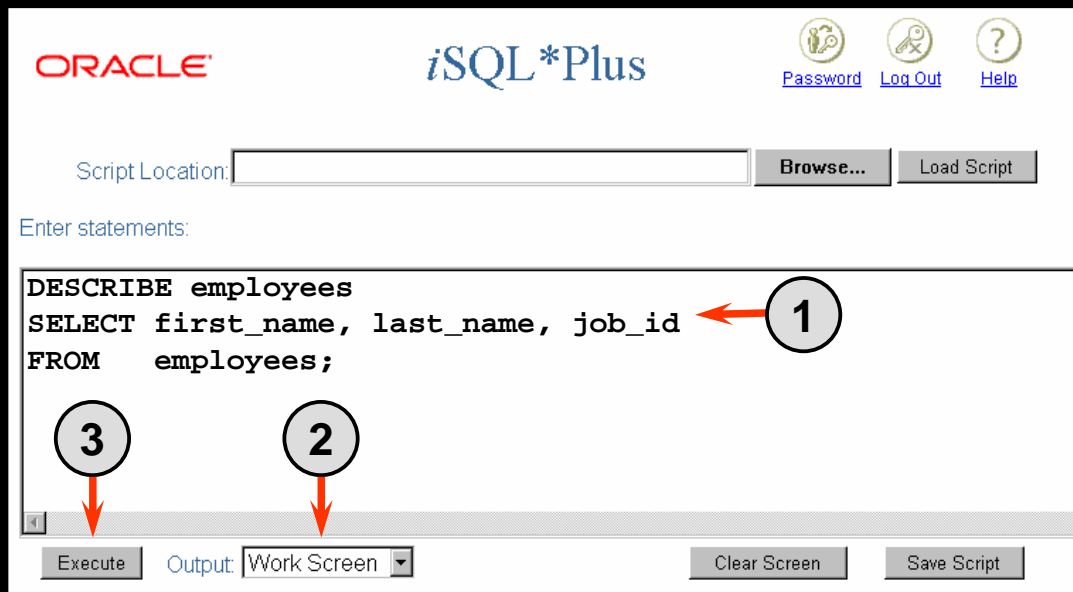 ORACLE
iSQL*Plus
Password Log Out Help
Script Location: Browse... Load Script
Enter statements:
DESCRIBE employees
SELECT first_name, last_name, job_id
FROM   employees;
1
3 2
Execute Output: Work Screen Clear Screen Save Script